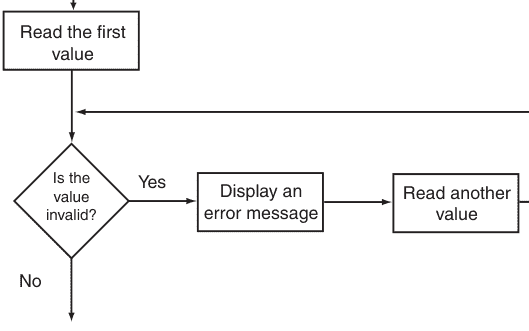 Read the first
value
Is the
value
invalid?
Yes
Display an
error message
Read another
value
No